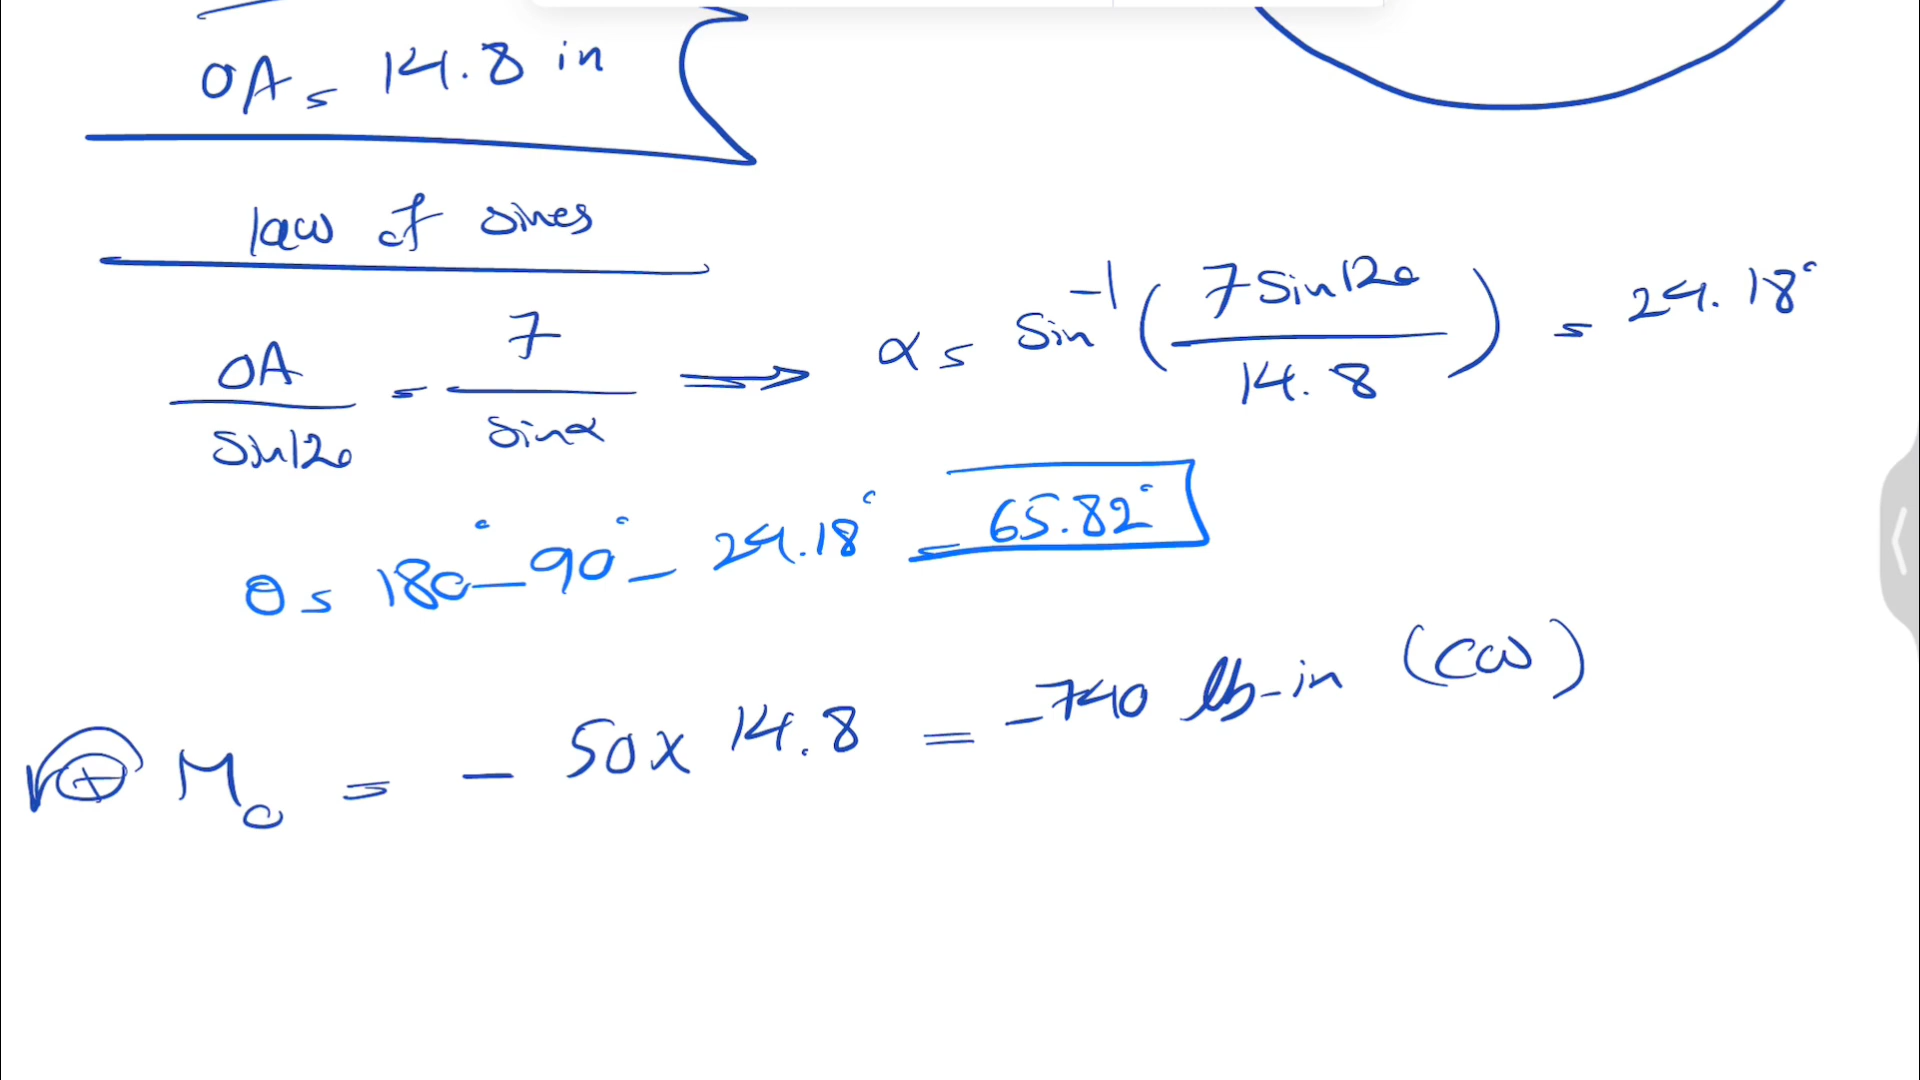 OA = 14.8 in
law of sines
OA / sin120 = 7 / sinα ⟹ α = sin⁻¹ ( 7 sin120 / 14.8 ) = 24.18°
θ = 180° - 90° - 24.18° = 65.82°
+ M₀ = - 50 x 14.8 = -740 lb-in (CW)